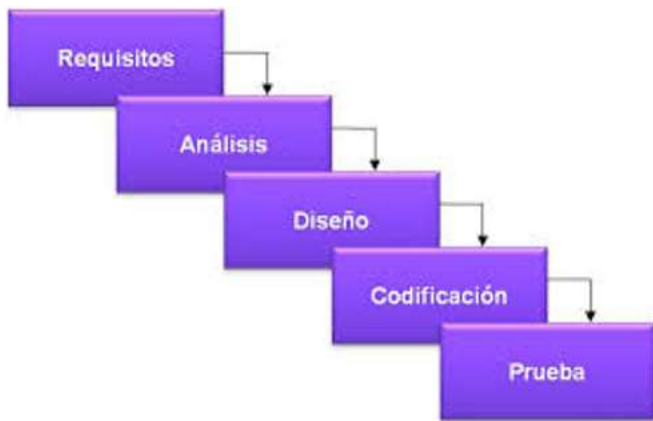 Requisitos
Análisis
Diseño
Codificación
Prueba